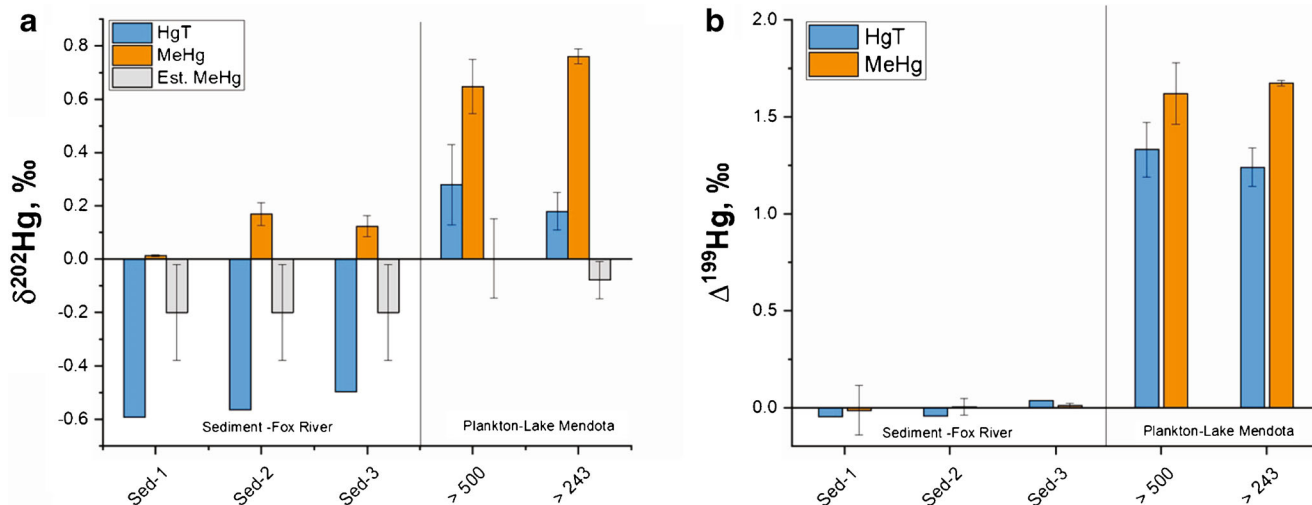 a
HgT
MeHg
Est. MeHg
0.8
0.6
0.4
0.2
0.0
-0.2
-0.4
-0.6
δ²⁰²Hg, ‰
Sediment -Fox River
Plankton-Lake Mendota
Sed-1
Sed-2
Sed-3
> 500
> 243
b
HgT
MeHg
2.0
1.5
1.0
0.5
0.0
Δ¹⁹⁹Hg, ‰
Sediment -Fox River
Plankton-Lake Mendota
Sed-1
Sed-2
Sed-3
> 500
> 243